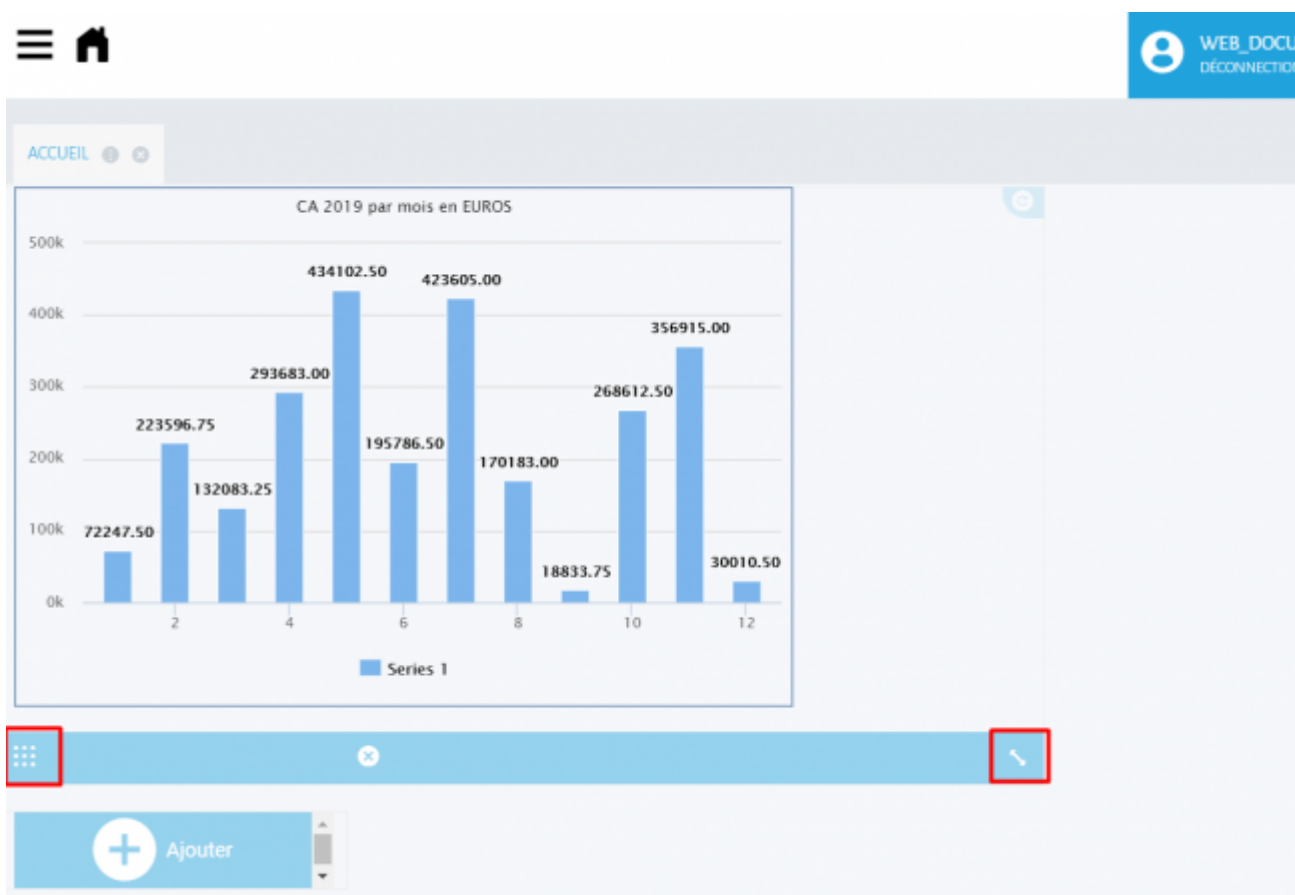 WEB_DOCU
DÉCONNECTION
ACCUEIL
CA 2019 par mois en EUROS
500k
434102.50
423605.00
400k
356915.00
293683.00
300k
268612.50
223596.75
195786.50
200k
170183.00
132083.25
100k
72247.50
30010.50
18833.75
0k
2 4 6 8 10 12
Series 1
Ajouter